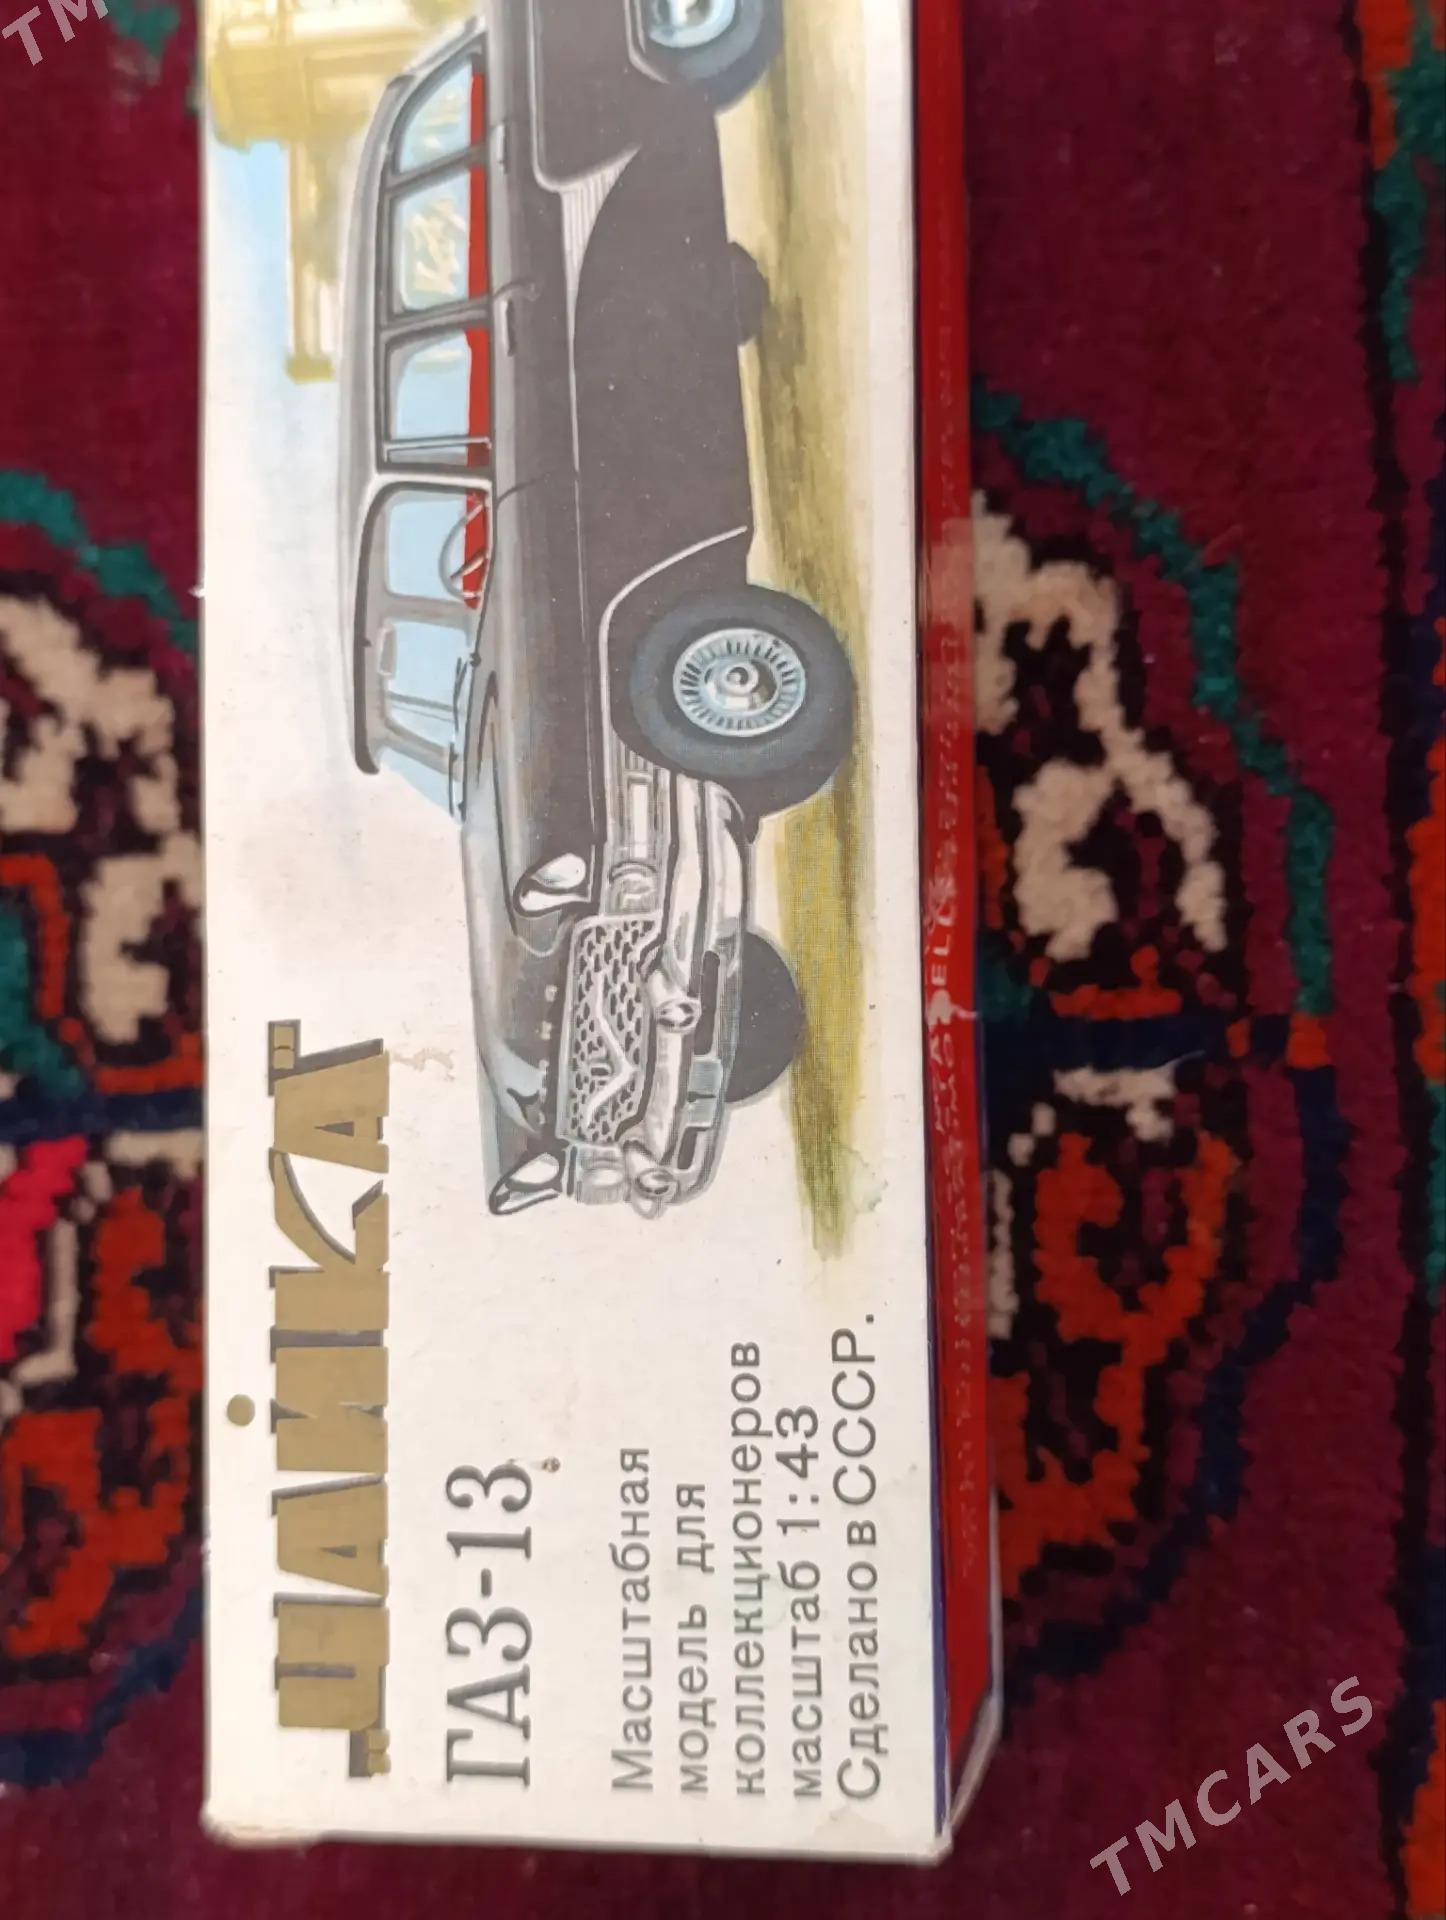 „ЧАЙКА"
ГАЗ-13
Масштабная
модель для
коллекционеров
масштаб 1:43
Сделано в СССР.
TMCARS